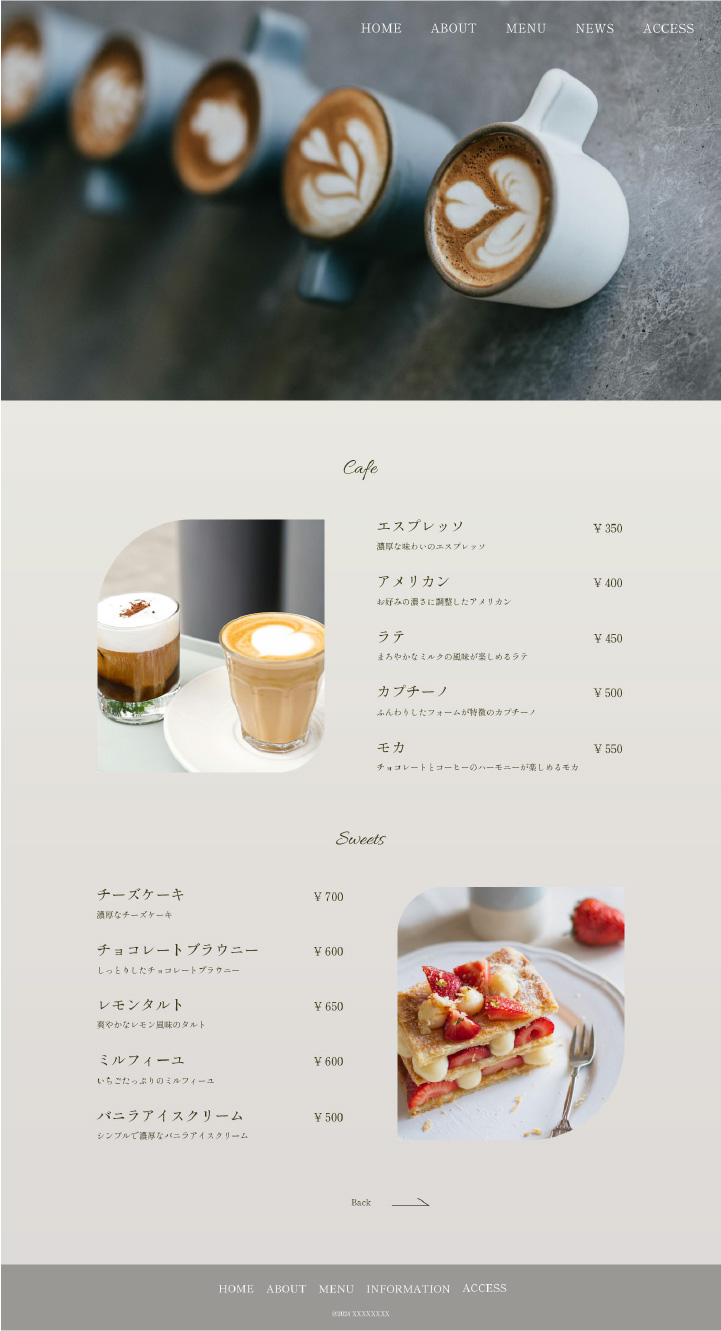 HOME ABOUT MENU NEWS ACCESS
Cafe
エスプレッソ ¥ 350
濃厚な味わいのエスプレッソ
アメリカン ¥ 400
お好みの濃さに調整したアメリカン
ラテ ¥ 450
まろやかなミルクの風味が楽しめるラテ
カプチーノ ¥ 500
ふんわりしたフォームが特徴のカプチーノ
モカ ¥ 550
チョコレートとコーヒーのハーモニーが楽しめるモカ
Sweets
チーズケーキ ¥ 700
濃厚なチーズケーキ
チョコレートブラウニー ¥ 600
しっとりしたチョコレートブラウニー
レモンタルト ¥ 650
爽やかなレモン風味のタルト
ミルフィーユ ¥ 600
いちごたっぷりのミルフィーユ
バニラアイスクリーム ¥ 500
シンプルで濃厚なバニラアイスクリーム
Back
HOME ABOUT MENU INFORMATION ACCESS
©2024 XXXXXXXX